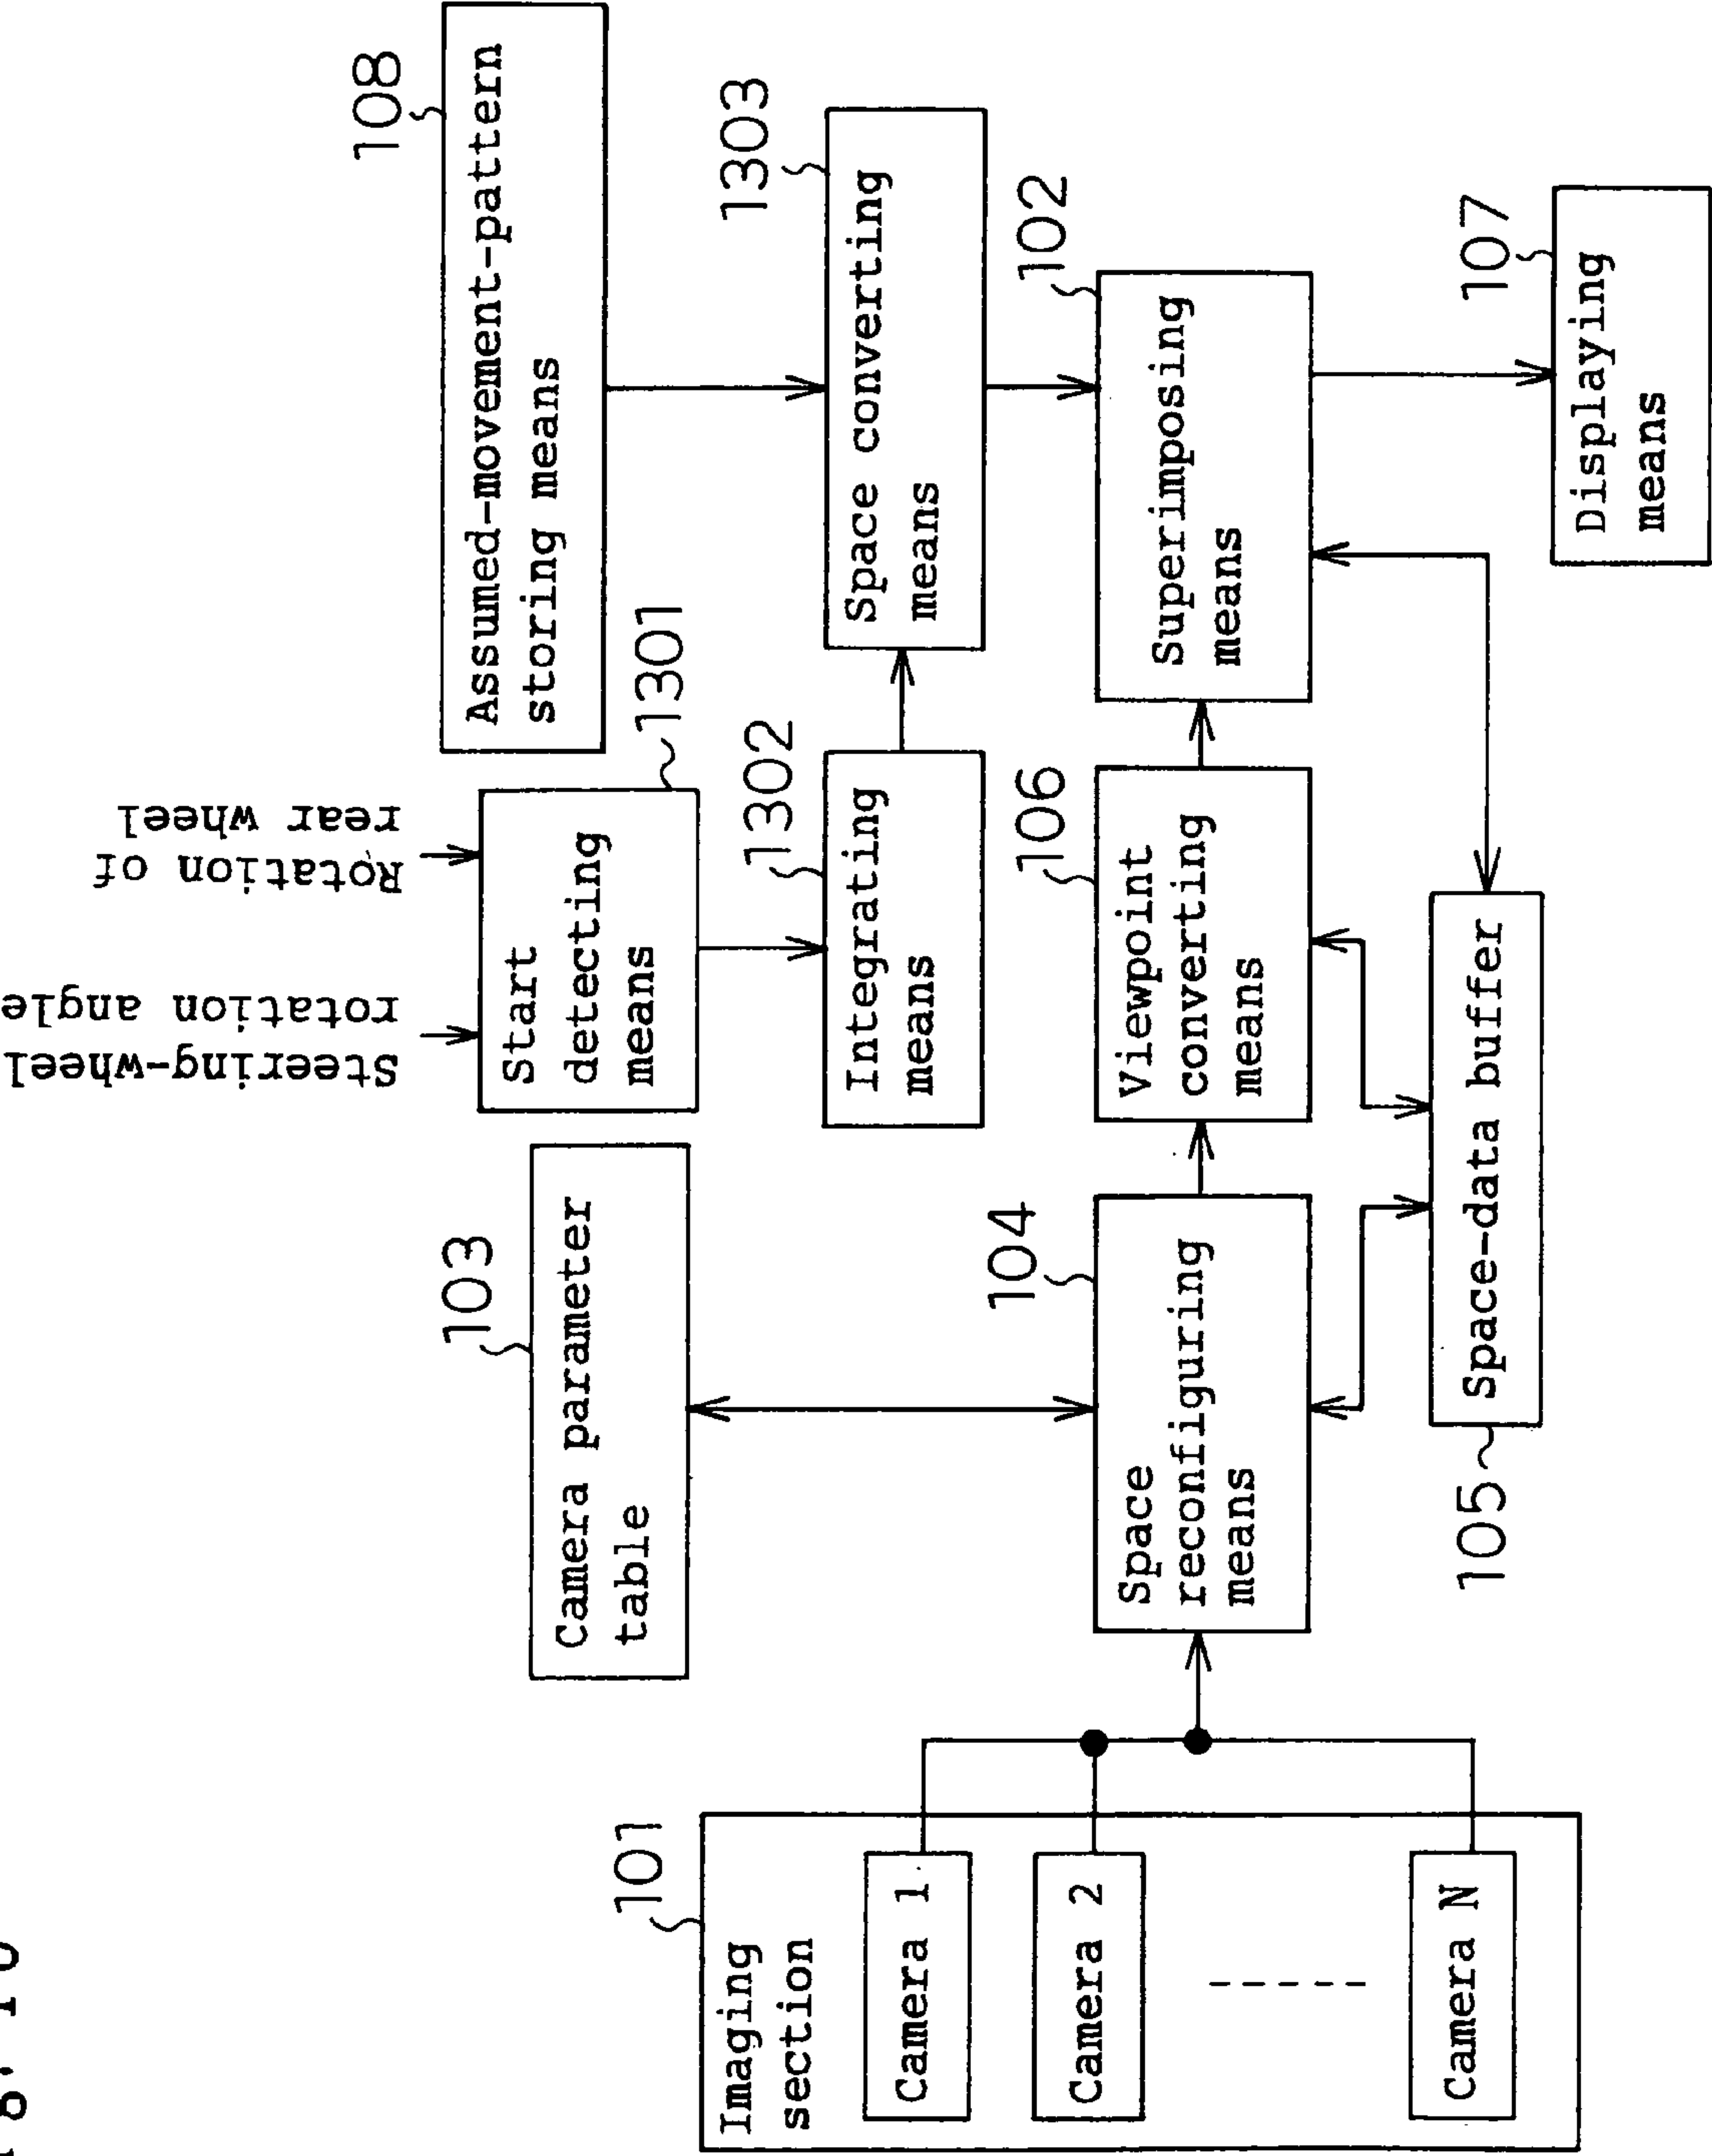 Steering-wheel
rotation angle
Rotation of
rear wheel
108
Assumed-movement-pattern
storing means
103
Camera parameter
table
Start
detecting
means
1301
101
Imaging
section
Camera 1
Camera 2
Camera N
1302
Integrating
means
1303
Space converting
means
104
Space
reconfiguring
means
106
Viewpoint
converting
means
102
Superimposing
means
105
Space-data buffer
107
Displaying
means